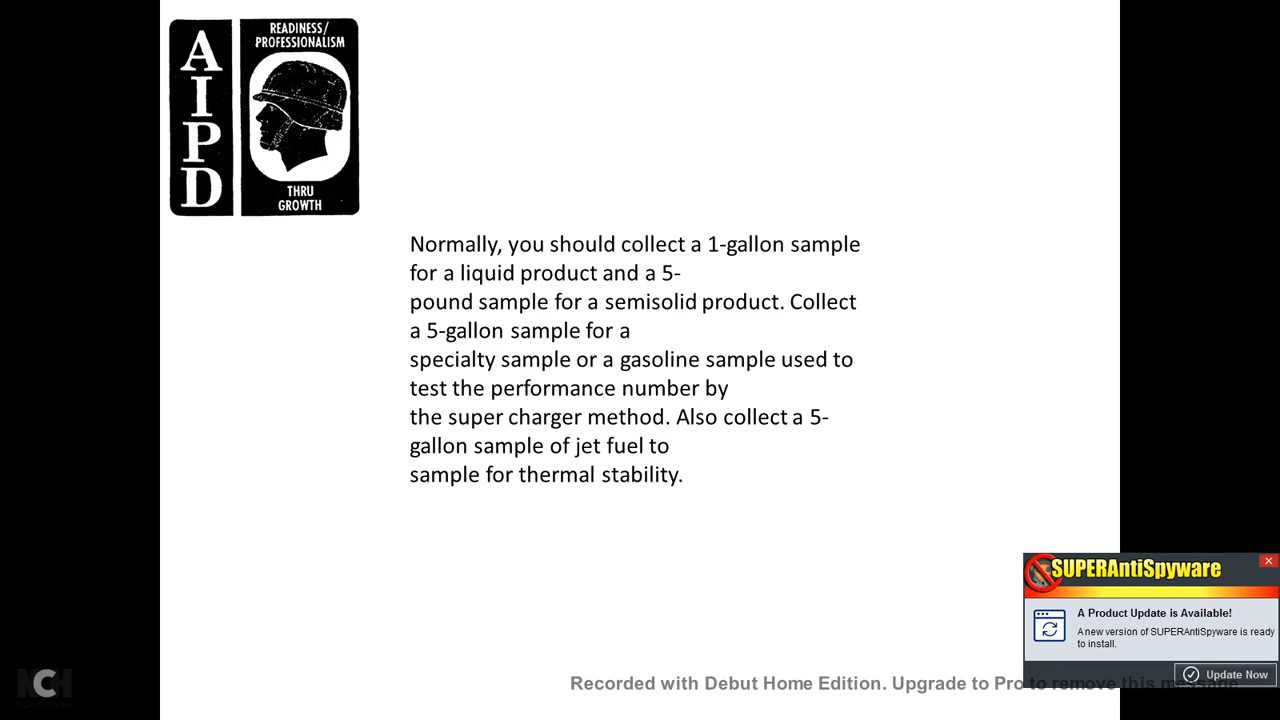 A
I
P
D
READINESS/
PROFESSIONALISM
THRU
GROWTH
Normally, you should collect a 1-gallon sample
for a liquid product and a 5-
pound sample for a semisolid product. Collect
a 5-gallon sample for a
specialty sample or a gasoline sample used to
test the performance number by
the super charger method. Also collect a 5-
gallon sample of jet fuel to
sample for thermal stability.
SUPERAntiSpyware
A Product Update is Available!
A new version of SUPERAntiSpyware is ready
to install.
Update Now
NCH
NCH Software
Recorded with Debut Home Edition. Upgrade to Pro to remove this message